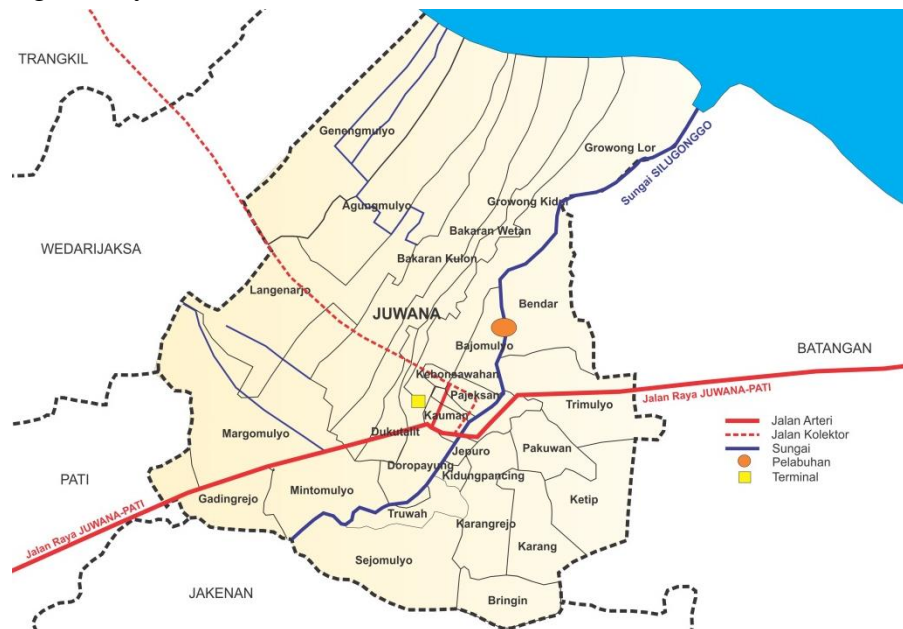 TRANGKIL
Genengmulyo
Growong Lor
Sungai SILUGONGGO
Agungmulyo
Growong Kidul
Bakaran Wetan
WEDARIJAKSA
Bakaran Kulon
Langenarjo
Bendar
JUWANA
Bajomulyo
BATANGAN
Kebonsawahan
Pajeksan
Jalan Raya JUWANA-PATI
Trimulyo
Kauman
Jalan Arteri
Jalan Kolektor
Sungai
Pelabuhan
Terminal
Margomulyo
Dukutalit
Jepuro
Pakuwan
Doropayung
Kidungpancing
PATI
Gadingrejo
Mintomulyo
Truwah
Ketip
Karangrejo
Jalan Raya JUWANA-PATI
Karang
Sejomulyo
JAKENAN
Bringin